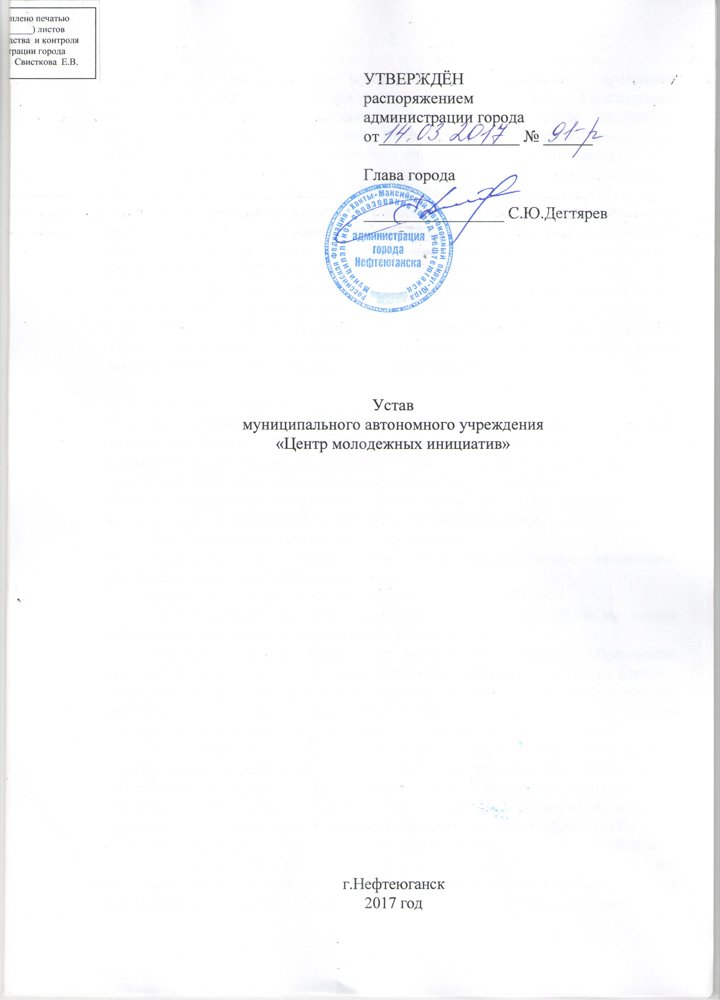 плено печатью
______) листов
дства и контроля
трации города
Свисткова Е.В.
УТВЕРЖДЁН
распоряжением
администрации города
от 14.03.2017 № 91-р
Глава города
С.Ю.Дегтярев
Российская Федерация * Ханты-Мансийский автономный округ-Югра
Муниципальное образование город Нефтеюганск
администрация
города
Нефтеюганска
Устав
муниципального автономного учреждения
«Центр молодежных инициатив»
г.Нефтеюганск
2017 год